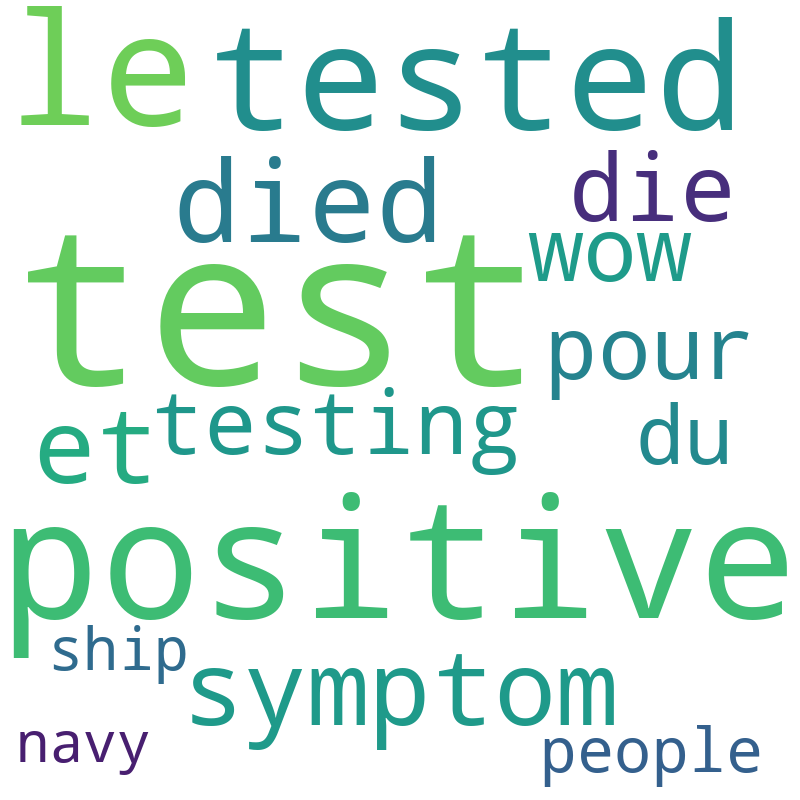 le tested
died die
test wow
pour
et testing du
positive
ship symptom
navy people